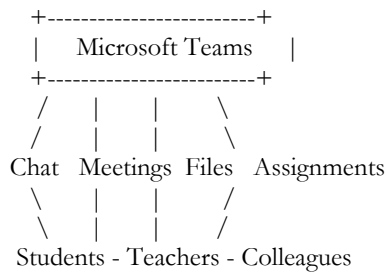 +-------------------------+
| Microsoft Teams |
+-------------------------+
/ | | \
/ | | \
Chat Meetings Files Assignments
\ | | /
\ | | /
Students - Teachers - Colleagues